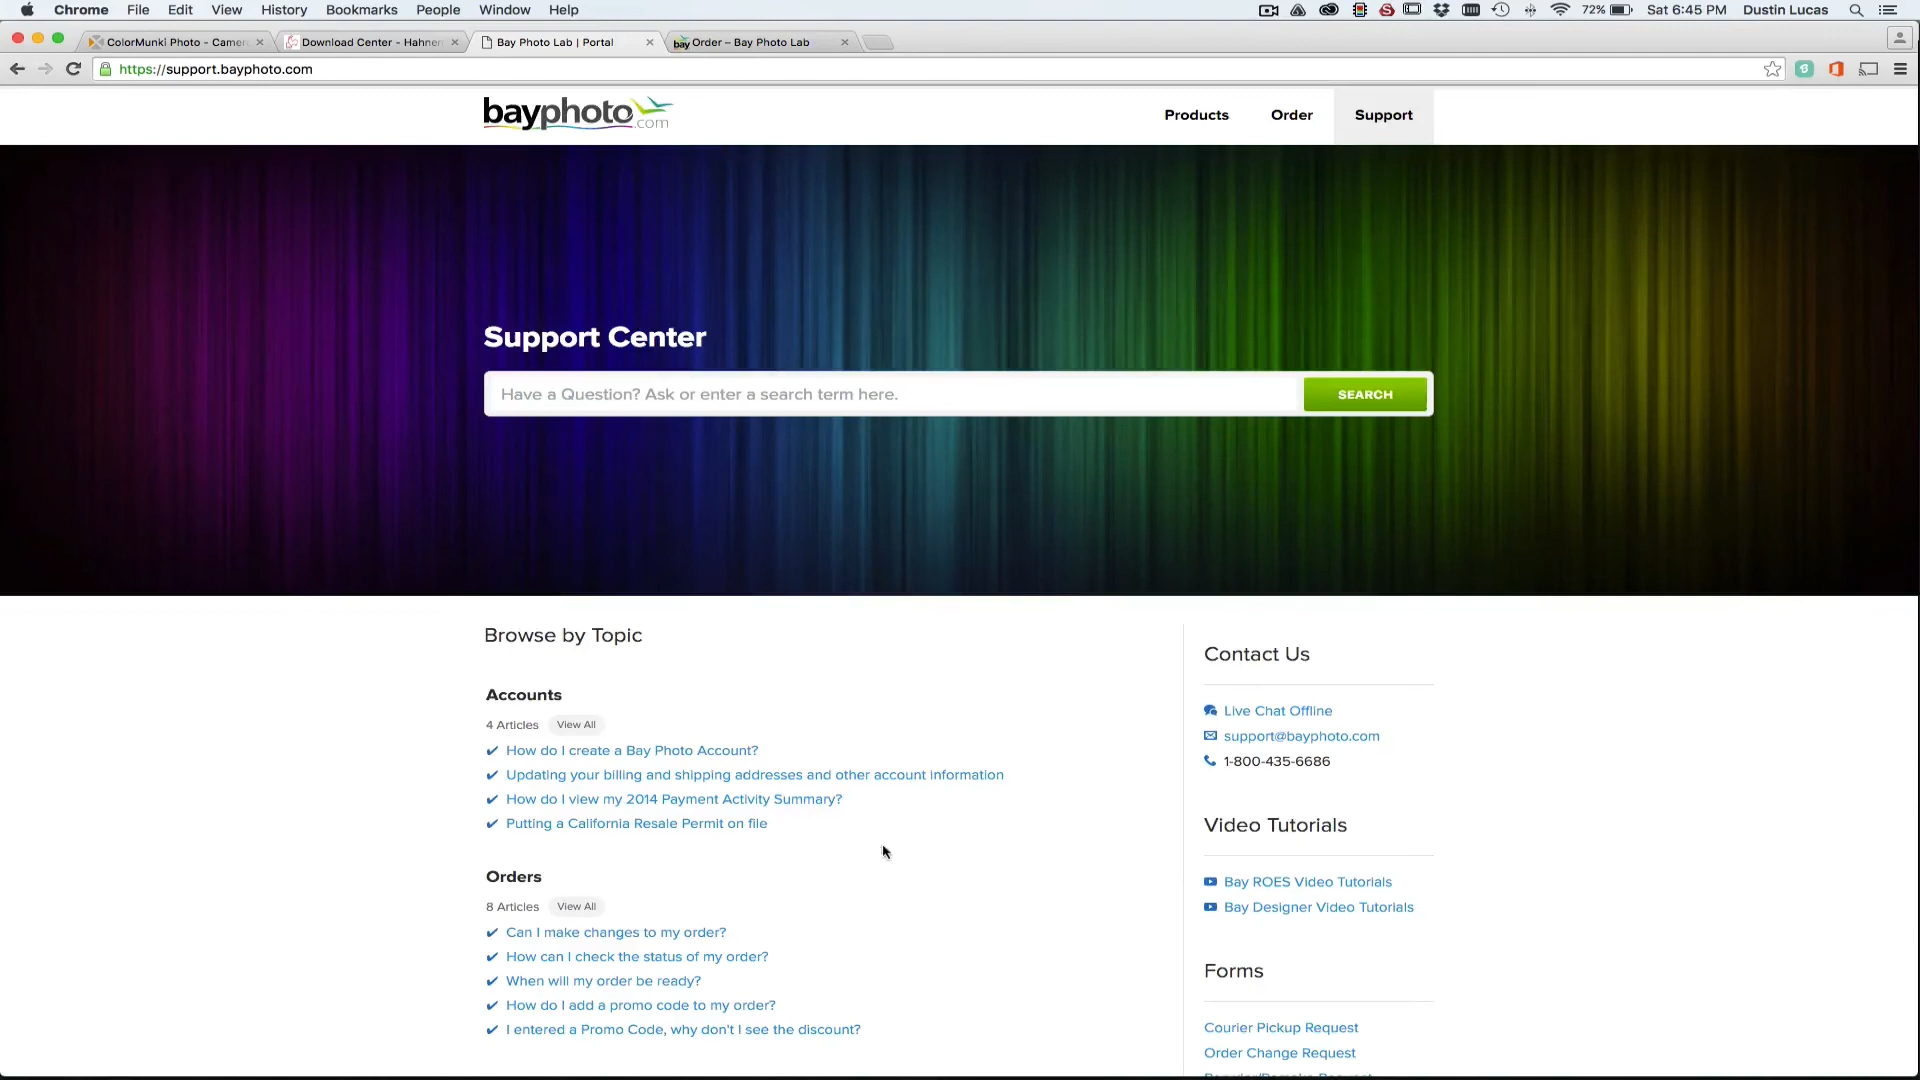 Chrome File Edit View History Bookmarks People Window Help 72% Sat 6:45 PM Dustin Lucas
ColorMunki Photo - Camer Download Center - Hahnem Bay Photo Lab | Portal bay Order – Bay Photo Lab
https://support.bayphoto.com
bayphoto.com Products Order Support
Support Center
Have a Question? Ask or enter a search term here. SEARCH
Browse by Topic
Accounts
4 Articles View All
How do I create a Bay Photo Account?
Updating your billing and shipping addresses and other account information
How do I view my 2014 Payment Activity Summary?
Putting a California Resale Permit on file
Orders
8 Articles View All
Can I make changes to my order?
How can I check the status of my order?
When will my order be ready?
How do I add a promo code to my order?
I entered a Promo Code, why don't I see the discount?
Contact Us
Live Chat Offline
support@bayphoto.com
1-800-435-6686
Video Tutorials
Bay ROES Video Tutorials
Bay Designer Video Tutorials
Forms
Courier Pickup Request
Order Change Request